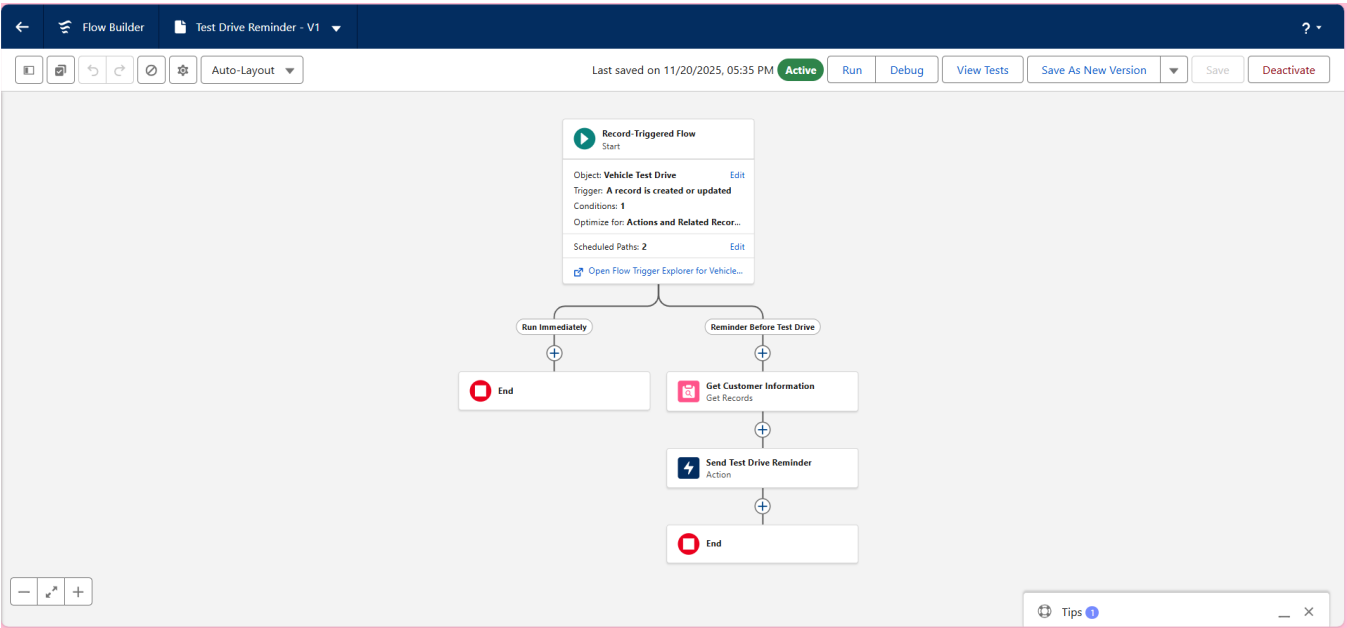 Flow Builder
Test Drive Reminder - V1
?
Auto-Layout
Last saved on 11/20/2025, 05:35 PM
Active
Run
Debug
View Tests
Save As New Version
Save
Deactivate
Record-Triggered Flow
Start
Object: Vehicle Test Drive
Edit
Trigger: A record is created or updated
Conditions: 1
Optimize for: Actions and Related Recor...
Scheduled Paths: 2
Edit
Open Flow Trigger Explorer for Vehicle...
Run Immediately
Reminder Before Test Drive
End
Get Customer Information
Get Records
Send Test Drive Reminder
Action
End
Tips 1